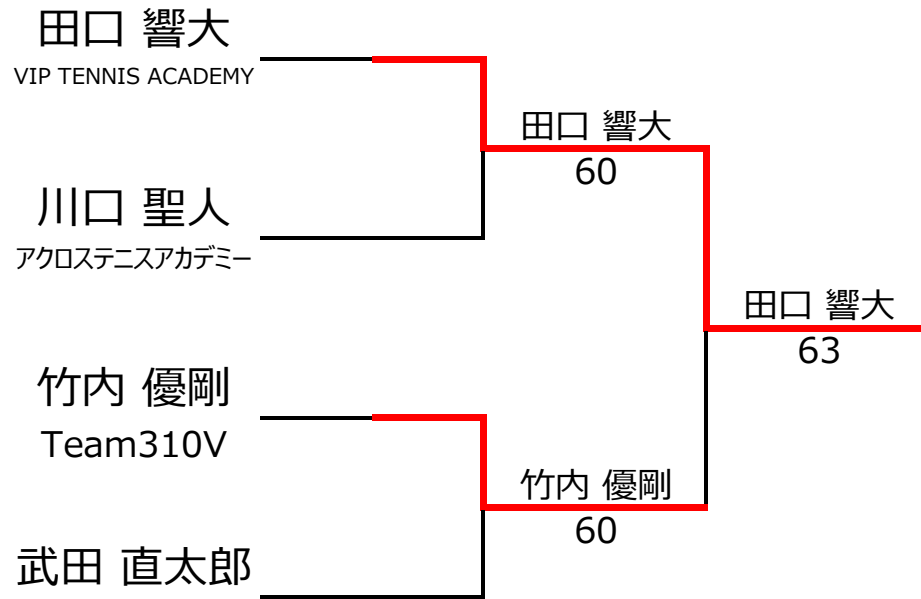 田口 響大
VIP TENNIS ACADEMY
田口 響大
60
川口 聖人
アクロステニスアカデミー
田口 響大
63
竹内 優剛
Team310V
竹内 優剛
60
武田 直太郎